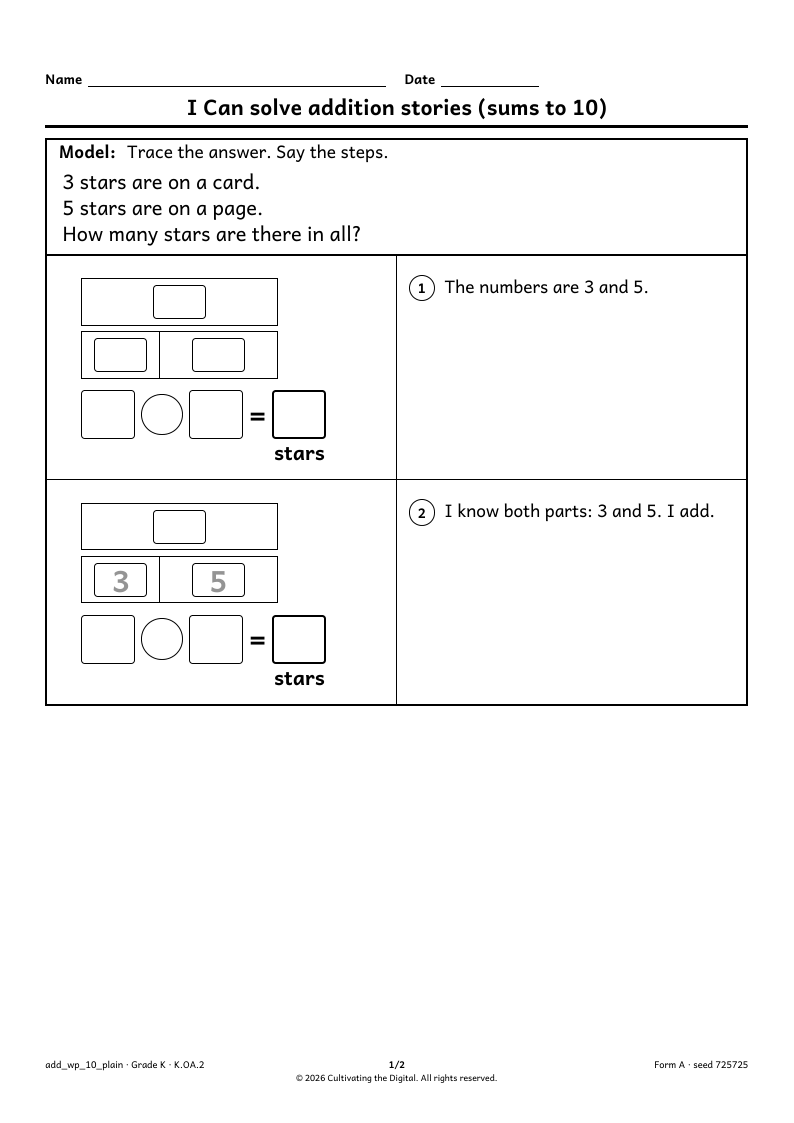 Name Date
I Can solve addition stories (sums to 10)
Model: Trace the answer. Say the steps.
3 stars are on a card.
5 stars are on a page.
How many stars are there in all?
1 The numbers are 3 and 5.
=
stars
2 I know both parts: 3 and 5. I add.
3 5
=
stars
add_wp_10_plain · Grade K · K.OA.2 1/2 Form A · seed 725725
© 2026 Cultivating the Digital. All rights reserved.